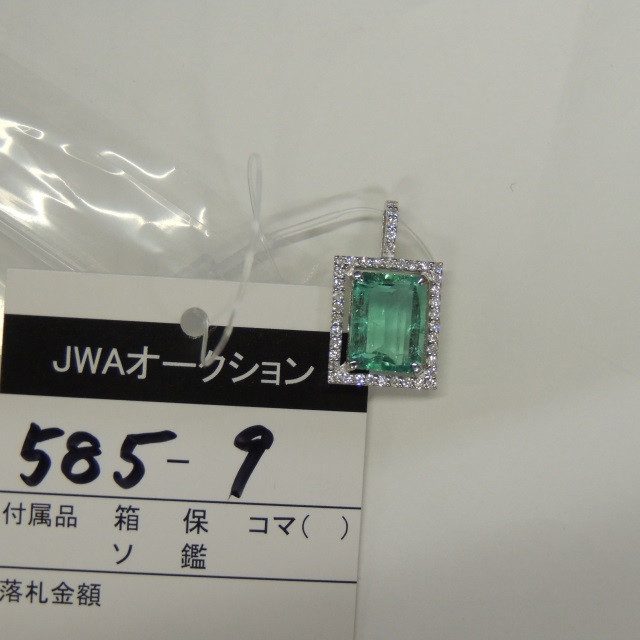 JWAオークション
585-9
付属品 箱 保 コマ( )
ソ 鑑
落札金額